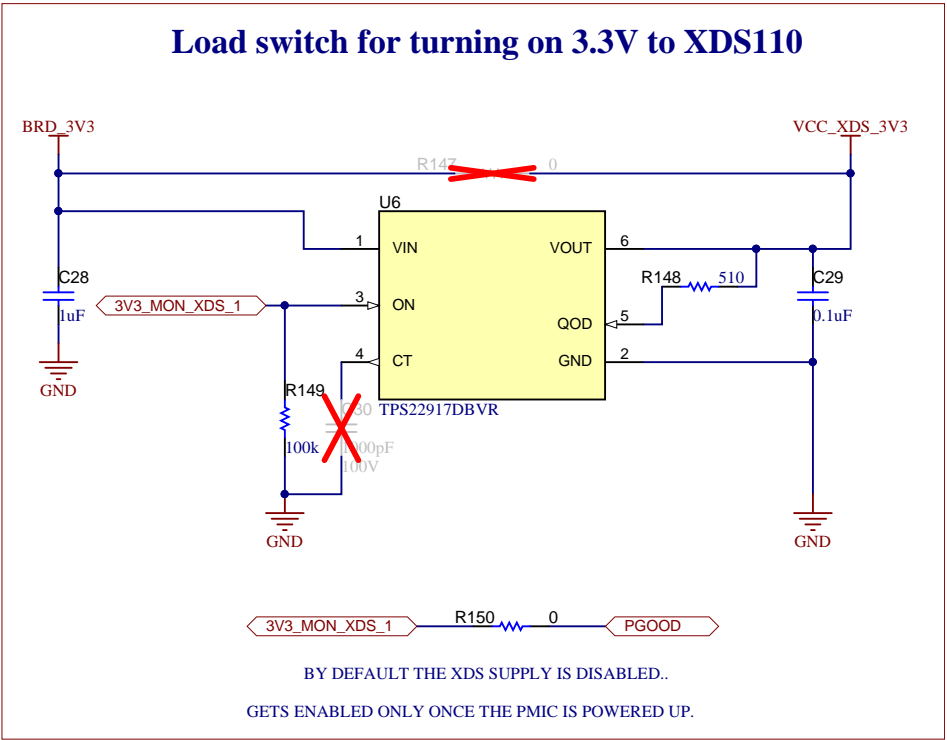 Load switch for turning on 3.3V to XDS110
BRD_3V3
VCC_XDS_3V3
R147 0
U6
1 VIN
VOUT 6
C28
1uF
R148 510
C29
0.1uF
3V3_MON_XDS_1
3 ON
QOD 5
4 CT
GND 2
GND
R149
100k
C30
1000pF
100V
TPS22917DBVR
GND
GND
3V3_MON_XDS_1 R150 0 PGOOD
BY DEFAULT THE XDS SUPPLY IS DISABLED..
GETS ENABLED ONLY ONCE THE PMIC IS POWERED UP.